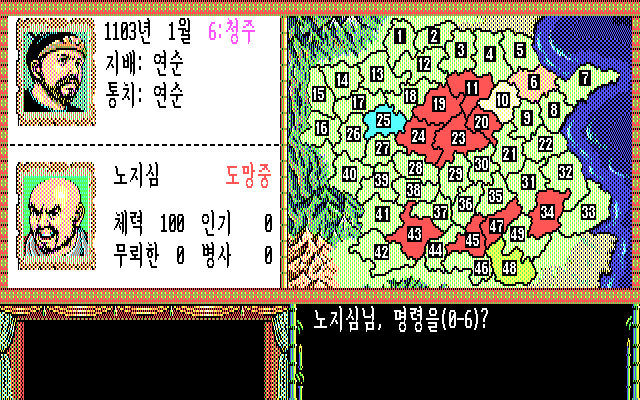 1103년 1월 6:청주
지배: 연순
통치: 연순
노지심 도망중
체력 100 인기 0
무뢰한 0 병사 0
1 2 3 4 5
6 7
8 9 10 11
12 13 14 15
16 17 18 19 20
21 22 23 24 25
26 27 28 29 30
31 32 33 34 35
36 37 38 39 40
41 42 43 44 45
46 47 48 49
노지심님, 명령을(0-6)?